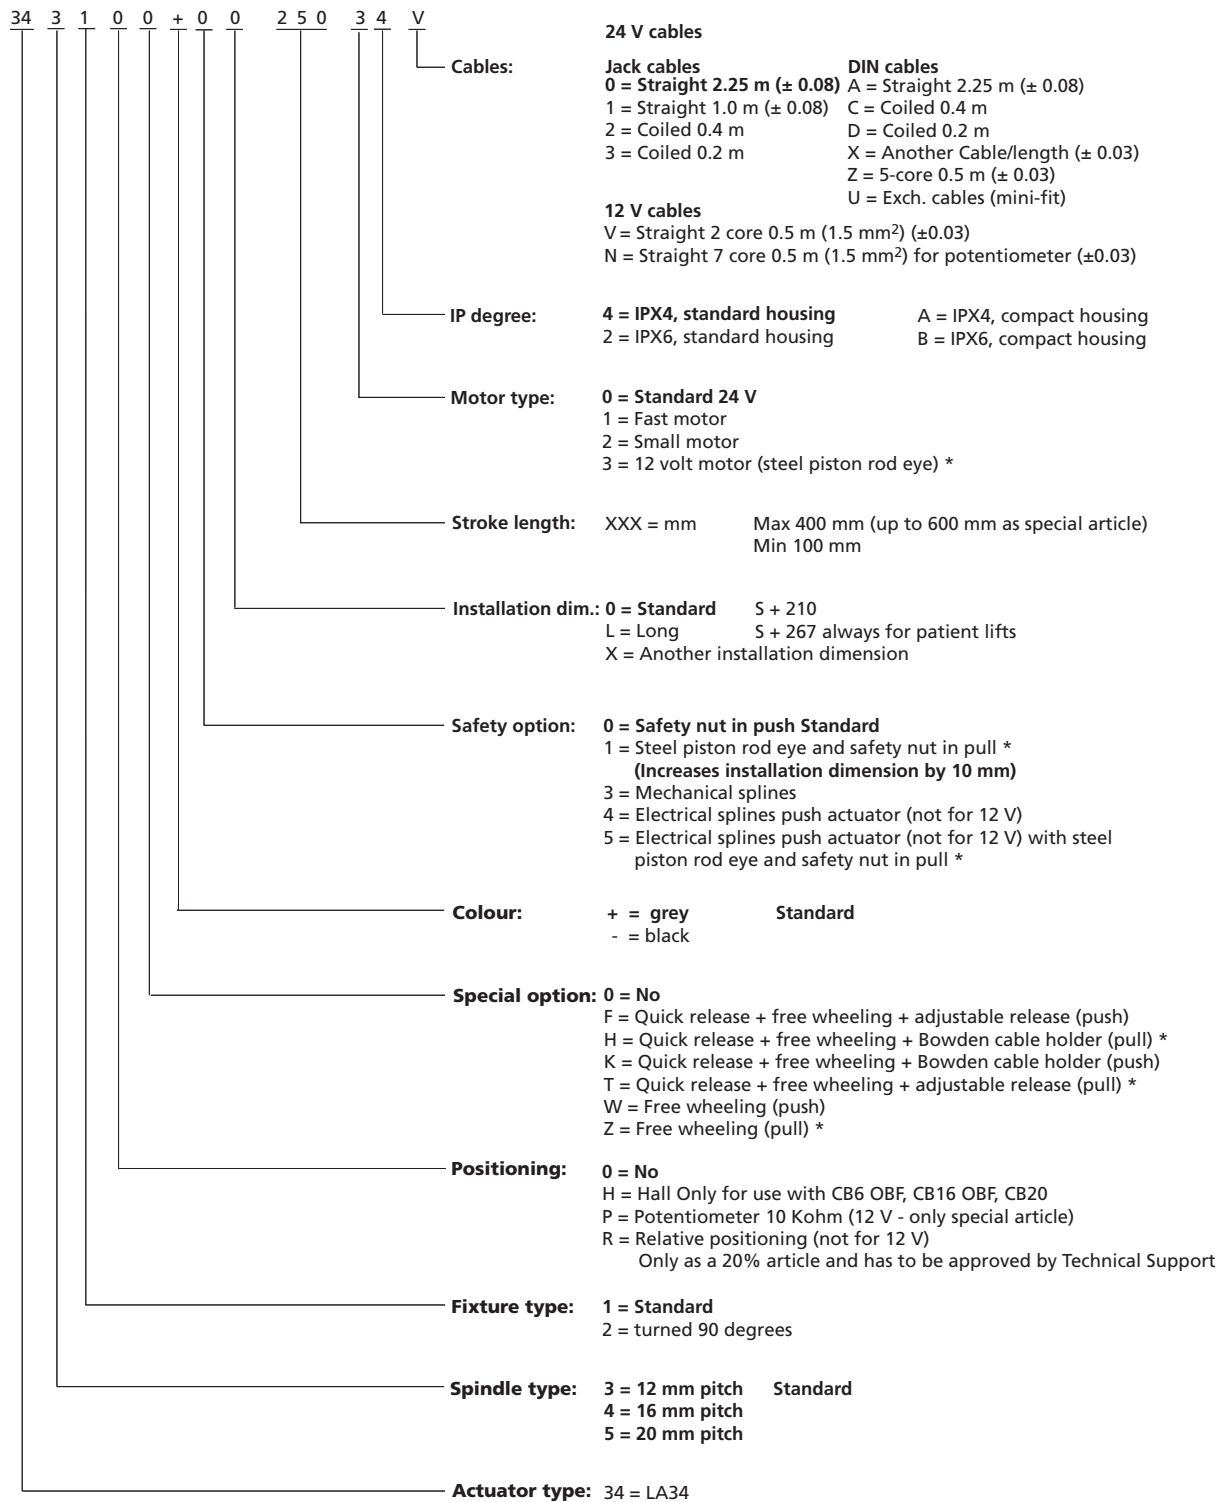 34 3 1 0 0 + 0 0 2 5 0 3 4 V
24 V cables
Cables: Jack cables DIN cables
0 = Straight 2.25 m (± 0.08) A = Straight 2.25 m (± 0.08)
1 = Straight 1.0 m (± 0.08) C = Coiled 0.4 m
2 = Coiled 0.4 m D = Coiled 0.2 m
3 = Coiled 0.2 m X = Another Cable/length (± 0.03)
Z = 5-core 0.5 m (± 0.03)
U = Exch. cables (mini-fit)
12 V cables
V = Straight 2 core 0.5 m (1.5 mm²) (±0.03)
N = Straight 7 core 0.5 m (1.5 mm²) for potentiometer (±0.03)
IP degree: 4 = IPX4, standard housing A = IPX4, compact housing
2 = IPX6, standard housing B = IPX6, compact housing
Motor type: 0 = Standard 24 V
1 = Fast motor
2 = Small motor
3 = 12 volt motor (steel piston rod eye) *
Stroke length: XXX = mm Max 400 mm (up to 600 mm as special article)
Min 100 mm
Installation dim.: 0 = Standard S + 210
L = Long S + 267 always for patient lifts
X = Another installation dimension
Safety option: 0 = Safety nut in push Standard
1 = Steel piston rod eye and safety nut in pull *
(Increases installation dimension by 10 mm)
3 = Mechanical splines
4 = Electrical splines push actuator (not for 12 V)
5 = Electrical splines push actuator (not for 12 V) with steel
piston rod eye and safety nut in pull *
Colour: + = grey Standard
- = black
Special option: 0 = No
F = Quick release + free wheeling + adjustable release (push)
H = Quick release + free wheeling + Bowden cable holder (pull) *
K = Quick release + free wheeling + Bowden cable holder (push)
T = Quick release + free wheeling + adjustable release (pull) *
W = Free wheeling (push)
Z = Free wheeling (pull) *
Positioning: 0 = No
H = Hall Only for use with CB6 OBF, CB16 OBF, CB20
P = Potentiometer 10 Kohm (12 V - only special article)
R = Relative positioning (not for 12 V)
Only as a 20% article and has to be approved by Technical Support
Fixture type: 1 = Standard
2 = turned 90 degrees
Spindle type: 3 = 12 mm pitch Standard
4 = 16 mm pitch
5 = 20 mm pitch
Actuator type: 34 = LA34